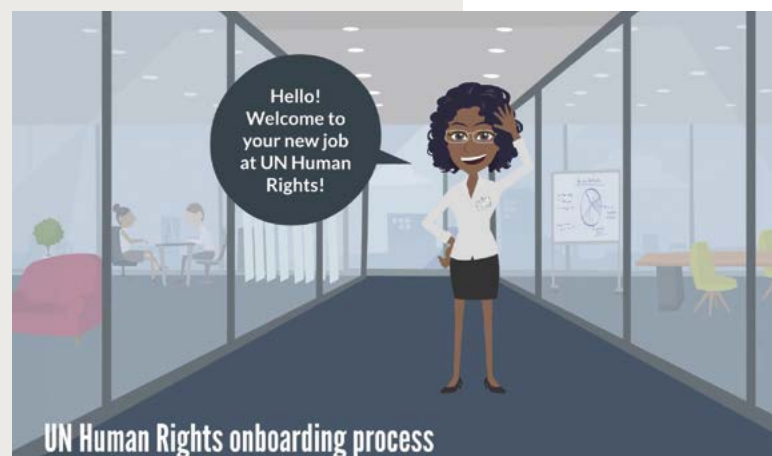 Hello!
Welcome to
your new job
at UN Human
Rights!
UN Human Rights onboarding process